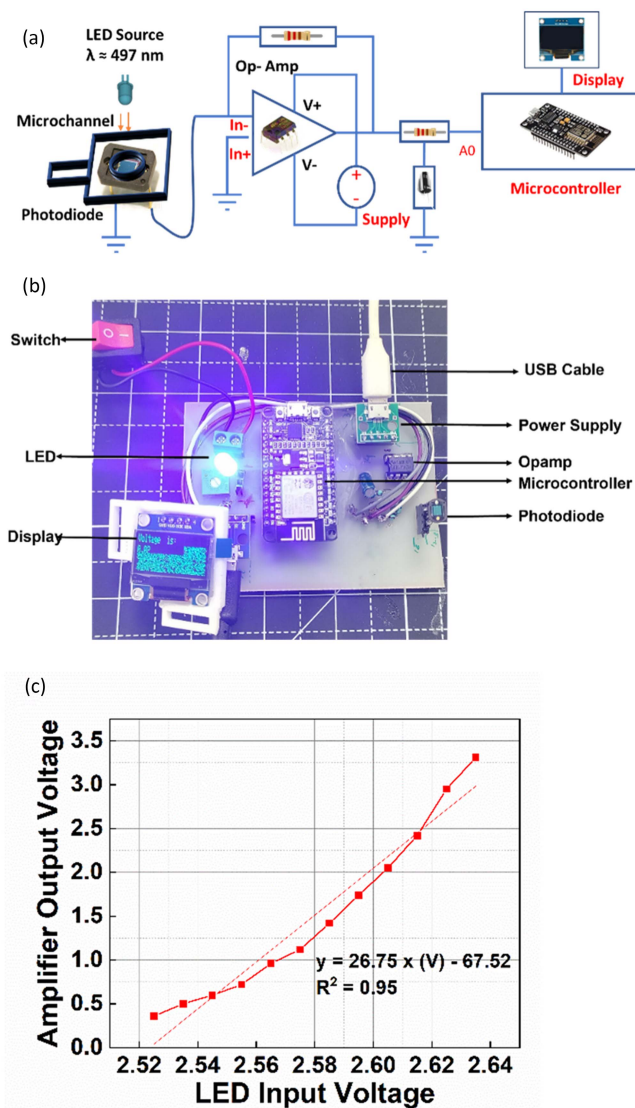 (a)
LED Source
λ ≈ 497 nm
Microchannel
Photodiode
Op- Amp
In-
In+
V+
V-
+
-
Supply
A0
Display
Microcontroller
(b)
Switch
LED
Display
USB Cable
Power Supply
Opamp
Microcontroller
Photodiode
Voltage is:
(c)
Amplifier Output Voltage
3.5
3.0
2.5
2.0
1.5
1.0
0.5
0.0
y = 26.75 x (V) - 67.52
R² = 0.95
2.52 2.54 2.56 2.58 2.60 2.62 2.64
LED Input Voltage